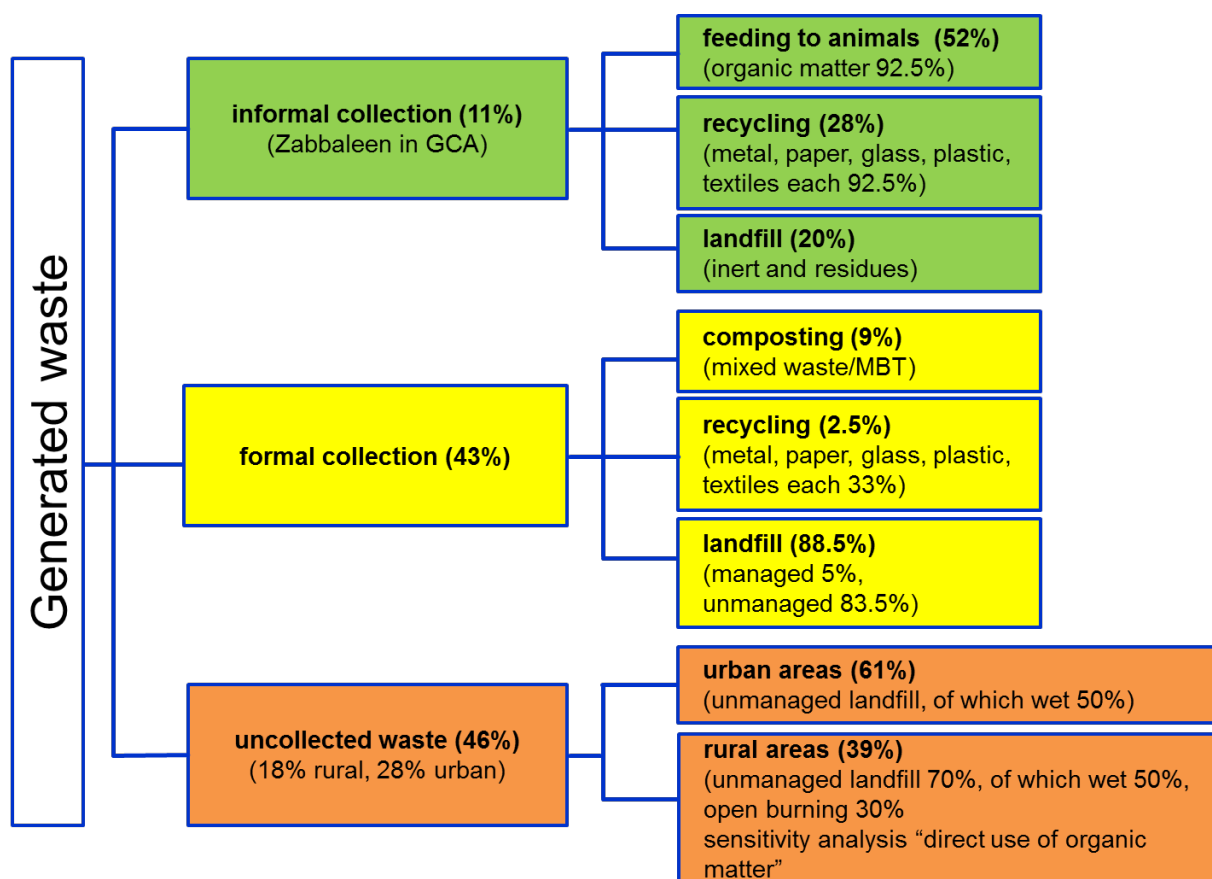 Generated waste
informal collection (11%)
(Zabbaleen in GCA)
feeding to animals  (52%)
(organic matter 92.5%)
recycling (28%)
(metal, paper, glass, plastic,
textiles each 92.5%)
landfill (20%)
(inert and residues)
formal collection (43%)
composting (9%)
(mixed waste/MBT)
recycling (2.5%)
(metal, paper, glass, plastic,
textiles each 33%)
landfill (88.5%)
(managed 5%,
unmanaged 83.5%)
uncollected waste (46%)
(18% rural, 28% urban)
urban areas (61%)
(unmanaged landfill, of which wet 50%)
rural areas (39%)
(unmanaged landfill 70%, of which wet 50%,
open burning 30%
sensitivity analysis “direct use of organic
matter”